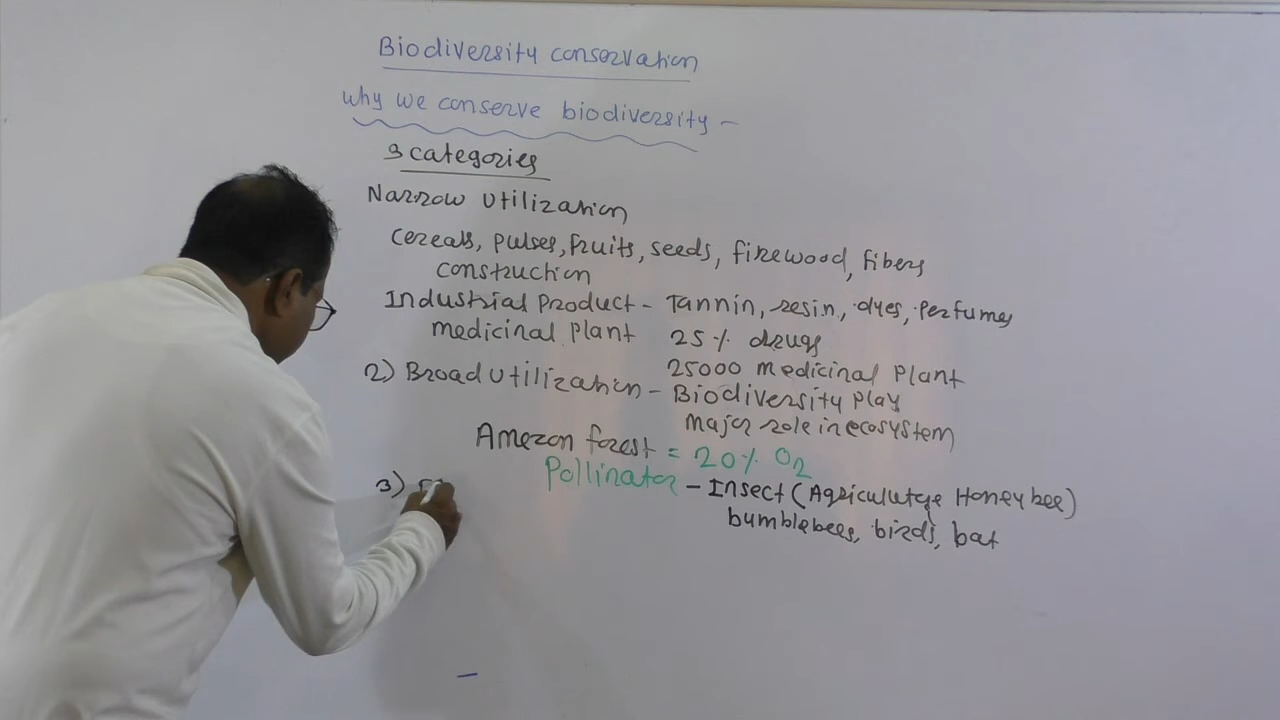 Biodiversity conservation
why we conserve biodiversity -
3 categories
Narrow Utilization
cereals, pulses, fruits, seeds, firewood, fibers
construction
Industrial Product - Tannin, resin, dyes, Perfumes
medicinal Plant 25% drugs
25000 medicinal Plant
2) Broad Utilization - Biodiversity Play
major role in ecosystem
Amezon forest = 20% O2
Pollinator - Insect (Agriculutge Honey bee)
bumblebees, birds, bat
3)